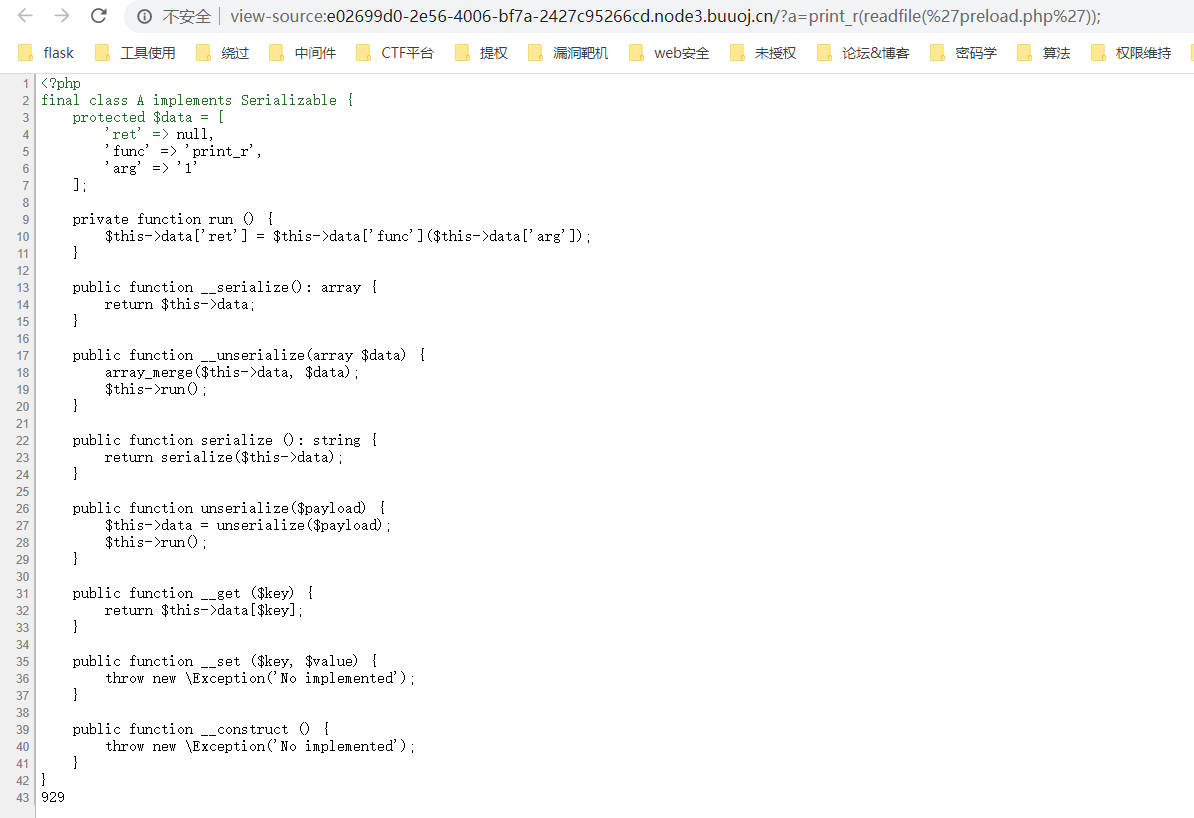 不安全 | view-source:e02699d0-2e56-4006-bf7a-2427c95266cd.node3.buuoj.cn/?a=print_r(readfile(%27preload.php%27));
flask 工具使用 绕过 中间件 CTF平台 提权 漏洞靶机 web安全 未授权 论坛&博客 密码学 算法 权限维持
1 <?php
2 final class A implements Serializable {
3     protected $data = [
4         'ret' => null,
5         'func' => 'print_r',
6         'arg' => '1'
7     ];
8
9     private function run () {
10         $this->data['ret'] = $this->data['func']($this->data['arg']);
11     }
12
13     public function __serialize(): array {
14         return $this->data;
15     }
16
17     public function __unserialize(array $data) {
18         array_merge($this->data, $data);
19         $this->run();
20     }
21
22     public function serialize (): string {
23         return serialize($this->data);
24     }
25
26     public function unserialize($payload) {
27         $this->data = unserialize($payload);
28         $this->run();
29     }
30
31     public function __get ($key) {
32         return $this->data[$key];
33     }
34
35     public function __set ($key, $value) {
36         throw new \Exception('No implemented');
37     }
38
39     public function __construct () {
40         throw new \Exception('No implemented');
41     }
42 }
43 929